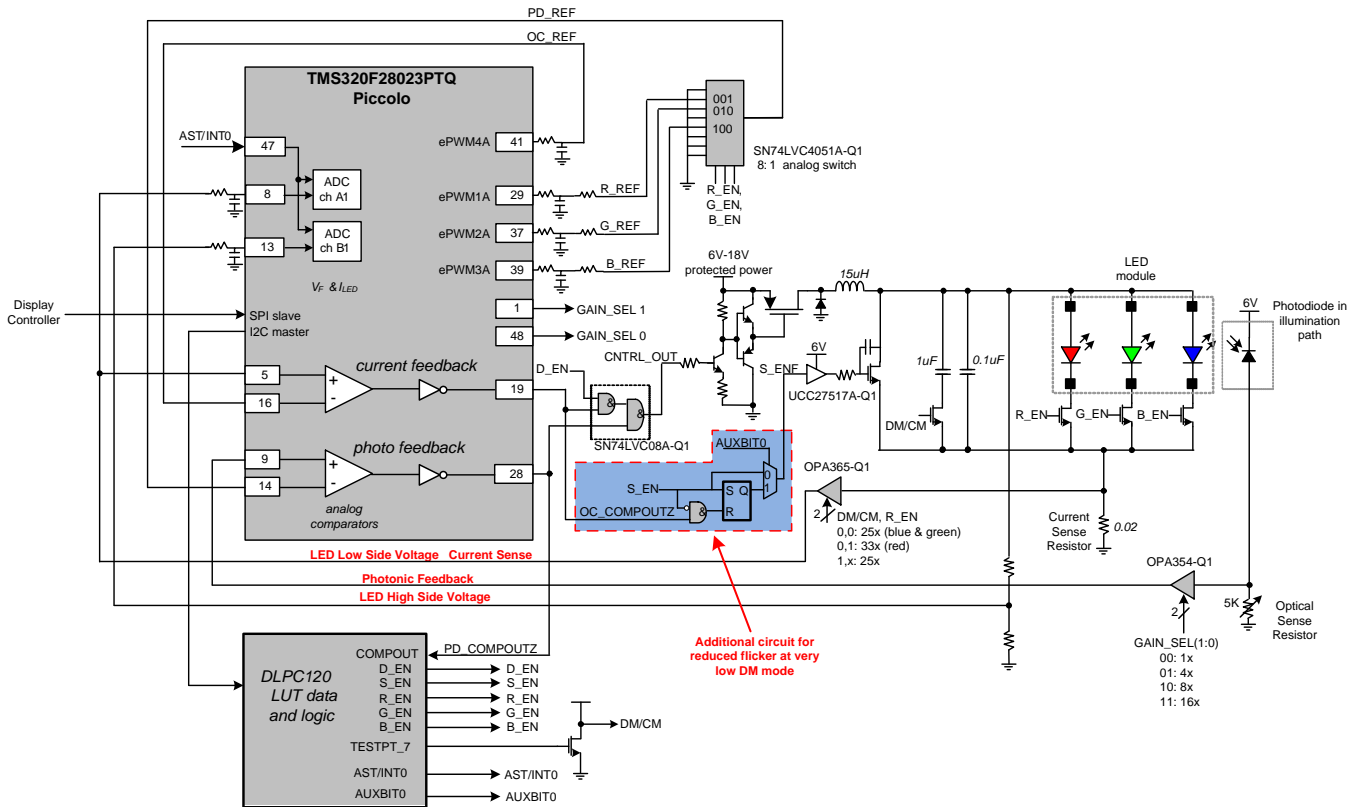 PD_REF
OC_REF
TMS320F28023PTQ
Piccolo
AST/INT0
47
8
13
ADC
ch A1
ADC
ch B1
VF & ILED
ePWM4A
41
ePWM1A
29
R_REF
ePWM2A
37
G_REF
ePWM3A
39
B_REF
1
GAIN_SEL 1
48
GAIN_SEL 0
001
010
100
SN74LVC4051A-Q1
8:1 analog switch
R_EN,
G_EN,
B_EN
Display
Controller
SPI slave
I2C master
5
16
+
-
current feedback
19
9
14
+
-
photo feedback
28
analog
comparators
6V-18V
protected power
15uH
CNTRL_OUT
D_EN
&
&
SN74LVC08A-Q1
S_ENF
6V
UCC27517A-Q1
1uF
0.1uF
DM/CM
LED
module
R_EN
G_EN
B_EN
6V
Photodiode in
illumination
path
AUXBIT0
S_EN
OC_COMPOUTZ
&
S Q
R
0
1
OPA365-Q1
2
DM/CM, R_EN
0,0: 25x (blue & green)
0,1: 33x (red)
1,x: 25x
Current
Sense
Resistor
0.02
OPA354-Q1
2
5K
Optical
Sense
Resistor
GAIN_SEL(1:0)
00: 1x
01: 4x
10: 8x
11: 16x
LED Low Side Voltage Current Sense
Photonic Feedback
LED High Side Voltage
Additional circuit for
reduced flicker at very
low DM mode
DLPC120
LUT data
and logic
COMPOUT
PD_COMPOUTZ
D_EN
D_EN
S_EN
S_EN
R_EN
R_EN
G_EN
G_EN
B_EN
B_EN
TESTPT_7
DM/CM
AST/INT0
AST/INT0
AUXBIT0
AUXBIT0